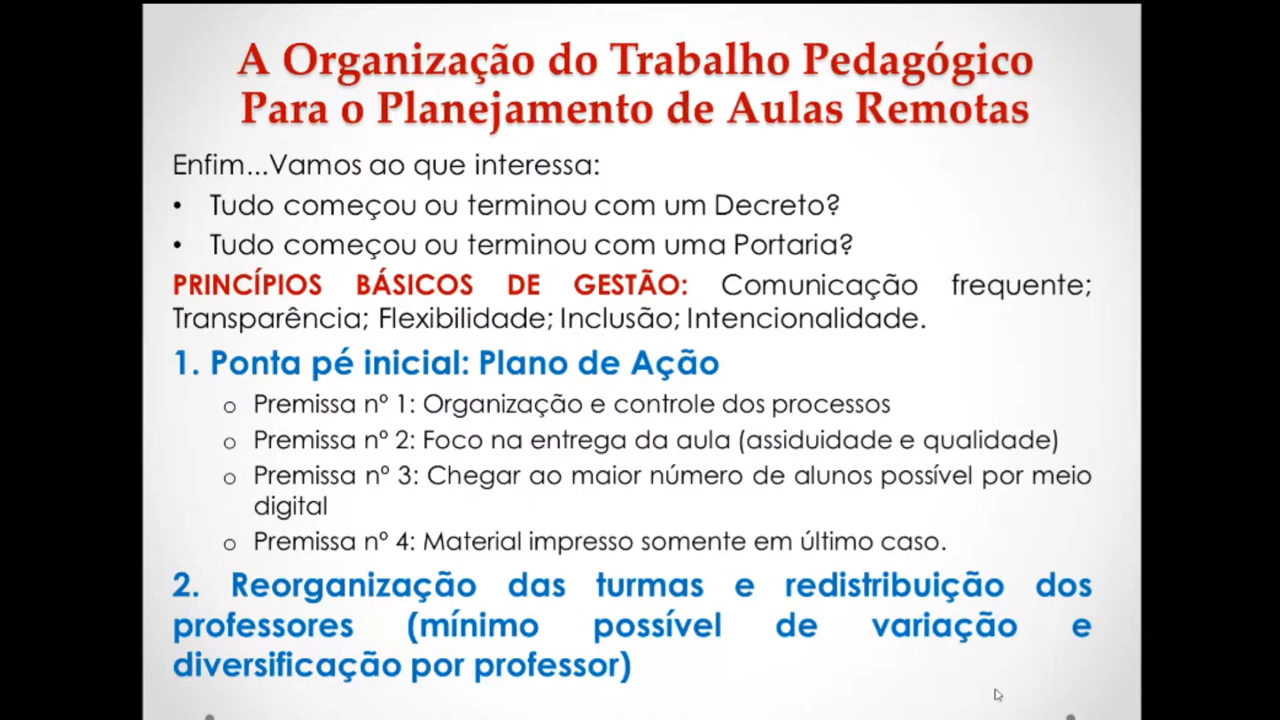 A Organização do Trabalho Pedagógico
Para o Planejamento de Aulas Remotas
Enfim...Vamos ao que interessa:
• Tudo começou ou terminou com um Decreto?
• Tudo começou ou terminou com uma Portaria?
PRINCÍPIOS BÁSICOS DE GESTÃO: Comunicação frequente;
Transparência; Flexibilidade; Inclusão; Intencionalidade.
1. Ponta pé inicial: Plano de Ação
o Premissa nº 1: Organização e controle dos processos
o Premissa nº 2: Foco na entrega da aula (assiduidade e qualidade)
o Premissa nº 3: Chegar ao maior número de alunos possível por meio
digital
o Premissa nº 4: Material impresso somente em último caso.
2. Reorganização das turmas e redistribuição dos
professores (mínimo possível de variação e
diversificação por professor)